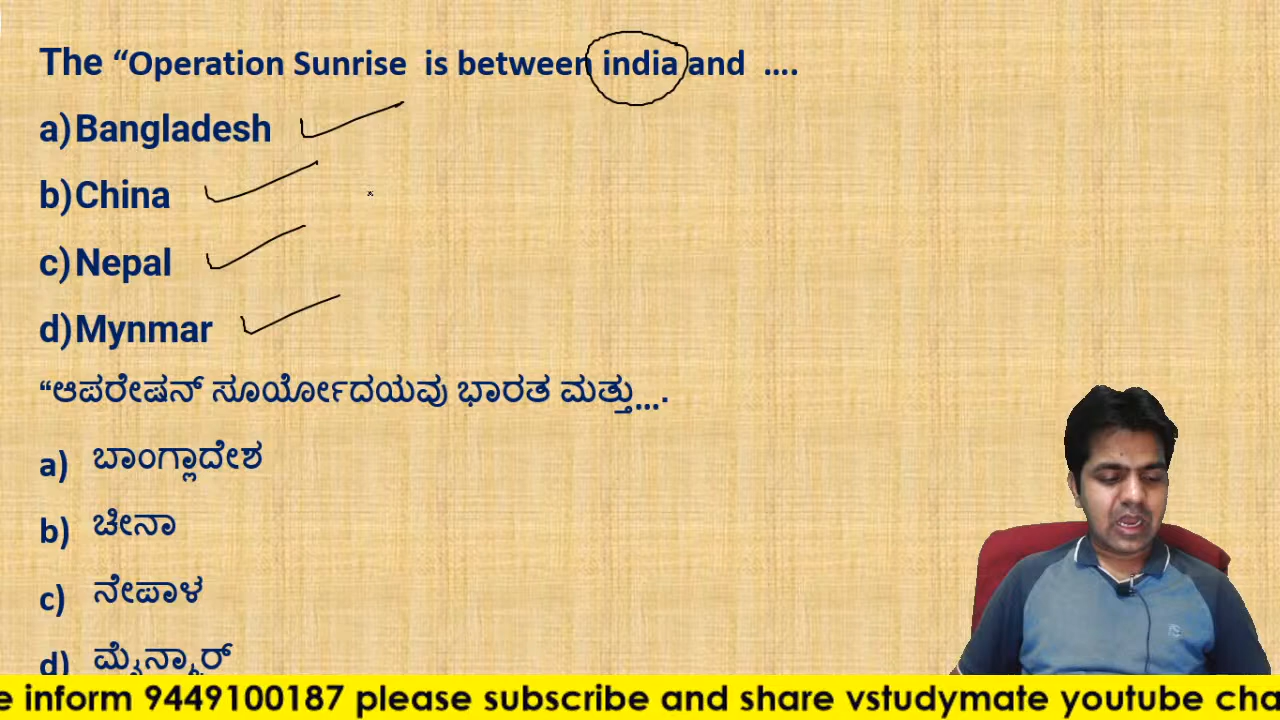 The “Operation Sunrise is between india and ....
a)Bangladesh
b)China
c)Nepal
d)Mynmar
“ಆಪರೇಷನ್ ಸೂರ್ಯೋದಯವು ಭಾರತ ಮತ್ತು....
a) ಬಾಂಗ್ಲಾದೇಶ
b) ಚೀನಾ
c) ನೇಪಾಳ
d) ಮೈನ್ಮಾರ್
e inform 9449100187 please subscribe and share vstudymate youtube cha